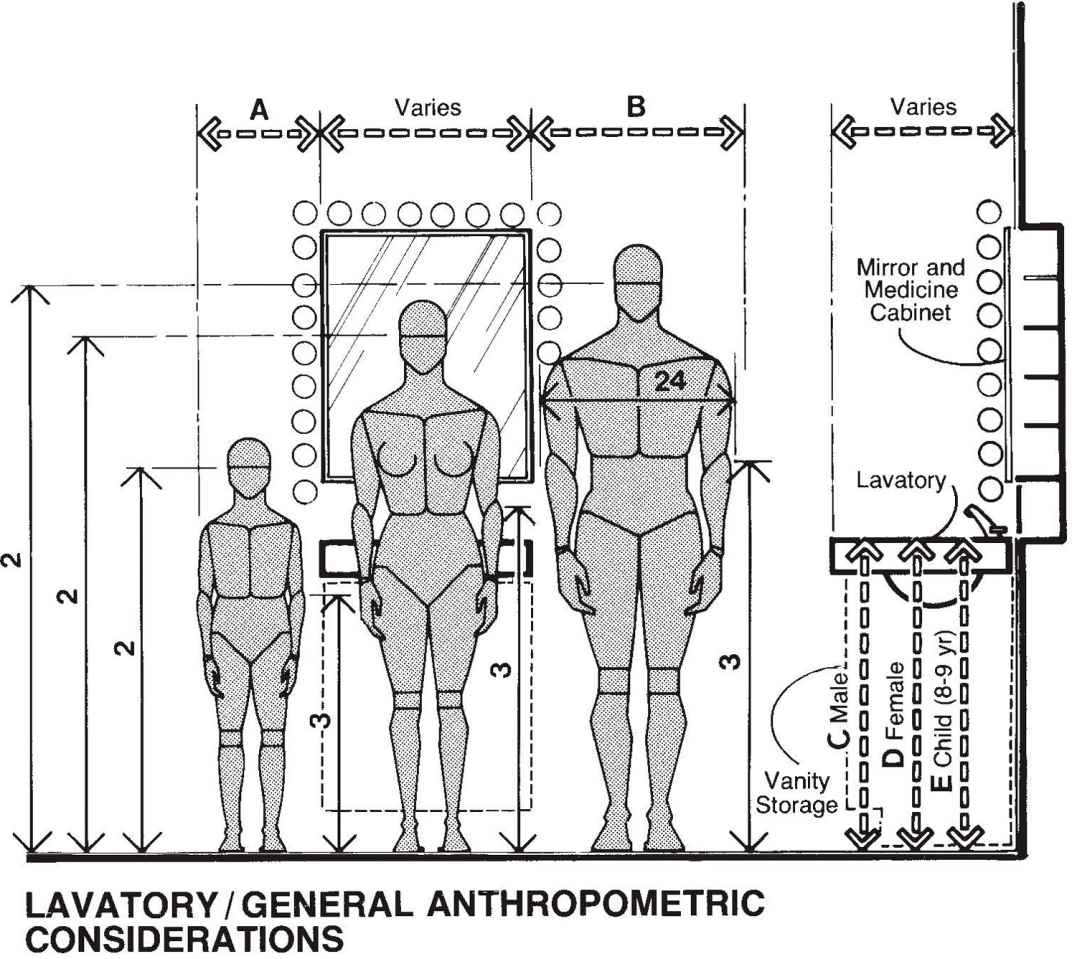 A
Varies
B
Varies
Mirror and
Medicine
Cabinet
24
Lavatory
2
2
2
3
3
3
C Male
D Female
E Child (8-9 yr)
Vanity
Storage
LAVATORY / GENERAL ANTHROPOMETRIC
CONSIDERATIONS